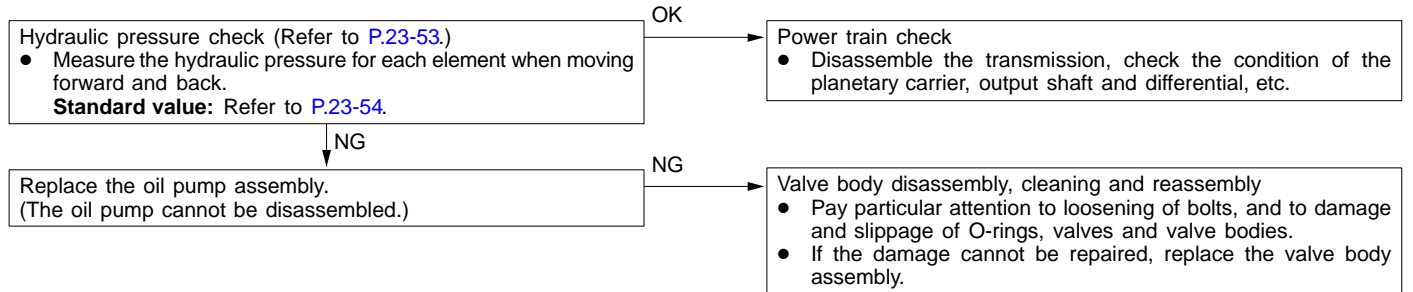 Hydraulic pressure check (Refer to P.23-53.)
● Measure the hydraulic pressure for each element when moving
forward and back.
Standard value: Refer to P.23-54.
OK
Power train check
● Disassemble the transmission, check the condition of the
planetary carrier, output shaft and differential, etc.
NG
Replace the oil pump assembly.
(The oil pump cannot be disassembled.)
NG
Valve body disassembly, cleaning and reassembly
● Pay particular attention to loosening of bolts, and to damage
and slippage of O-rings, valves and valve bodies.
● If the damage cannot be repaired, replace the valve body
assembly.